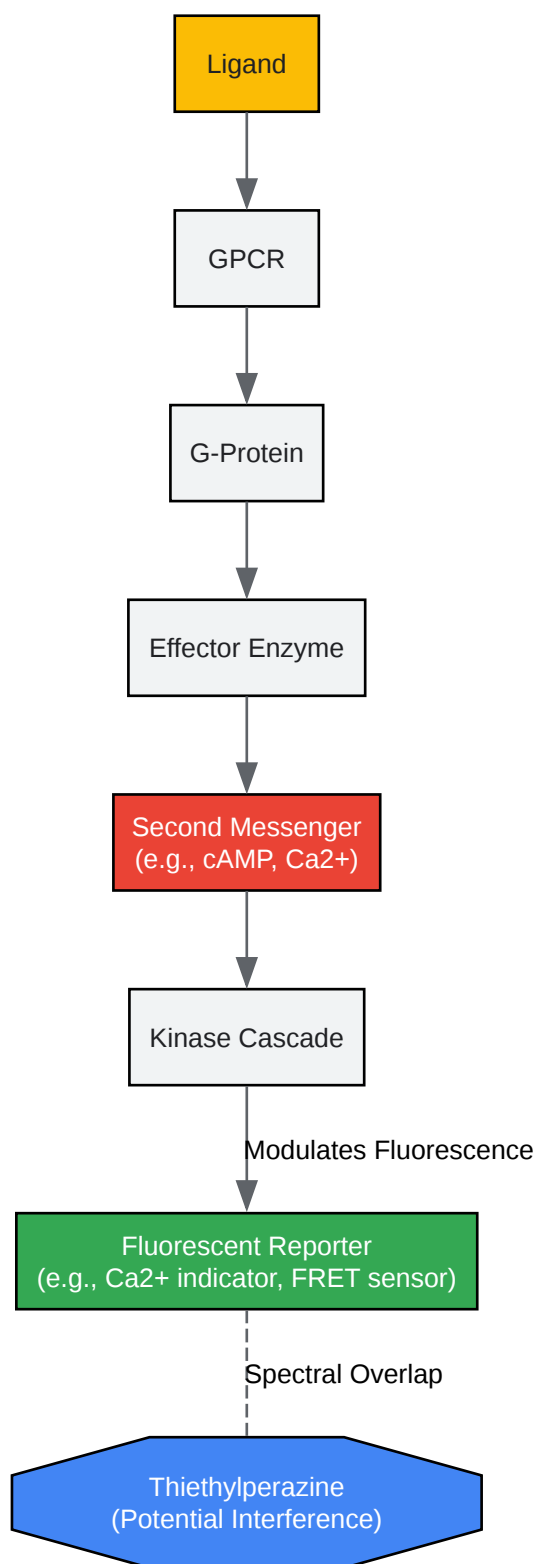 Ligand
GPCR
G-Protein
Effector Enzyme
Second Messenger
(e.g., cAMP, Ca2+)
Kinase Cascade
Modulates Fluorescence
Fluorescent Reporter
(e.g., Ca2+ indicator, FRET sensor)
Spectral Overlap
Thiethylperazine
(Potential Interference)